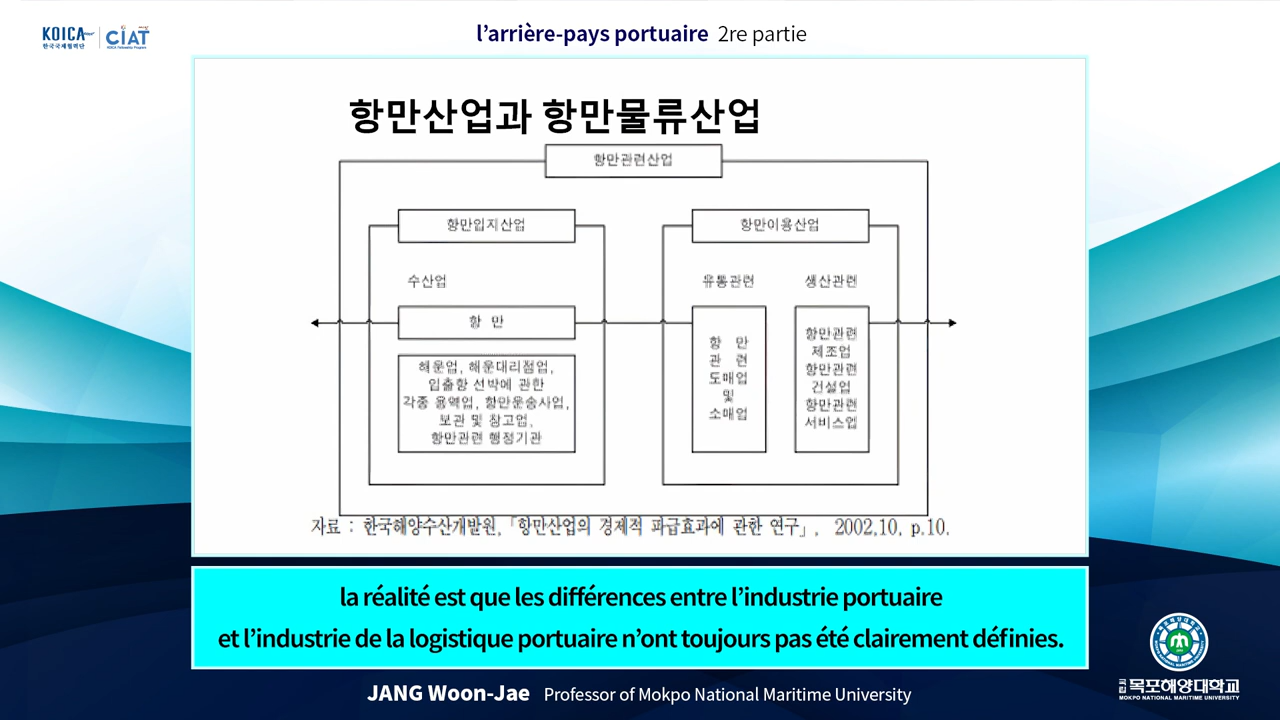 KOICA
한국국제협력단
CIAT
KOICA Fellowship Program
l'arrière-pays portuaire 2re partie
항만산업과 항만물류산업
항만관련산업
항만입지산업
항만이용산업
수산업
유통관련
생산관련
항 만
해운업, 해운대리점업,
입출항 선박에 관한
각종 용역업, 항만운송사업,
보관 및 창고업,
항만관련 행정기관
항 만
관 련
도매업
및
소매업
항만관련
제조업
항만관련
건설업
항만관련
서비스업
자료 : 한국해양수산개발원, 「항만산업의 경제적 파급효과에 관한 연구」, 2002.10, p.10.
la réalité est que les différences entre l'industrie portuaire
et l'industrie de la logistique portuaire n'ont toujours pas été clairement définies.
JANG Woon-Jae Professor of Mokpo National Maritime University
국립 목포해양대학교
MOKPO NATIONAL MARITIME UNIVERSITY